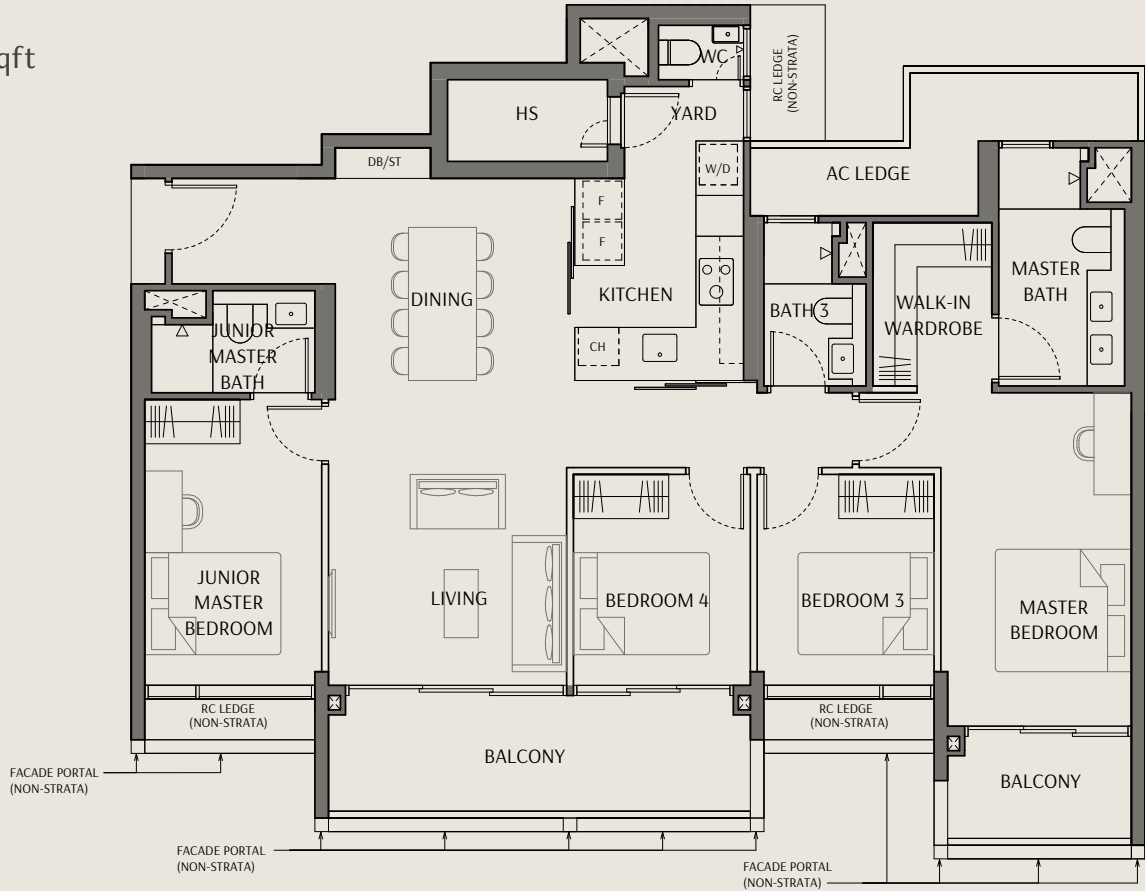 qft
WC
RC LEDGE
(NON-STRATA)
HS
YARD
DB/ST
W/D
AC LEDGE
F
F
DINING
KITCHEN
MASTER
BATH
BATH 3
WALK-IN
WARDROBE
JUNIOR
MASTER
BATH
CH
JUNIOR
MASTER
BEDROOM
LIVING
BEDROOM 4
BEDROOM 3
MASTER
BEDROOM
RC LEDGE
(NON-STRATA)
RC LEDGE
(NON-STRATA)
BALCONY
BALCONY
FACADE PORTAL
(NON-STRATA)
FACADE PORTAL
(NON-STRATA)
FACADE PORTAL
(NON-STRATA)